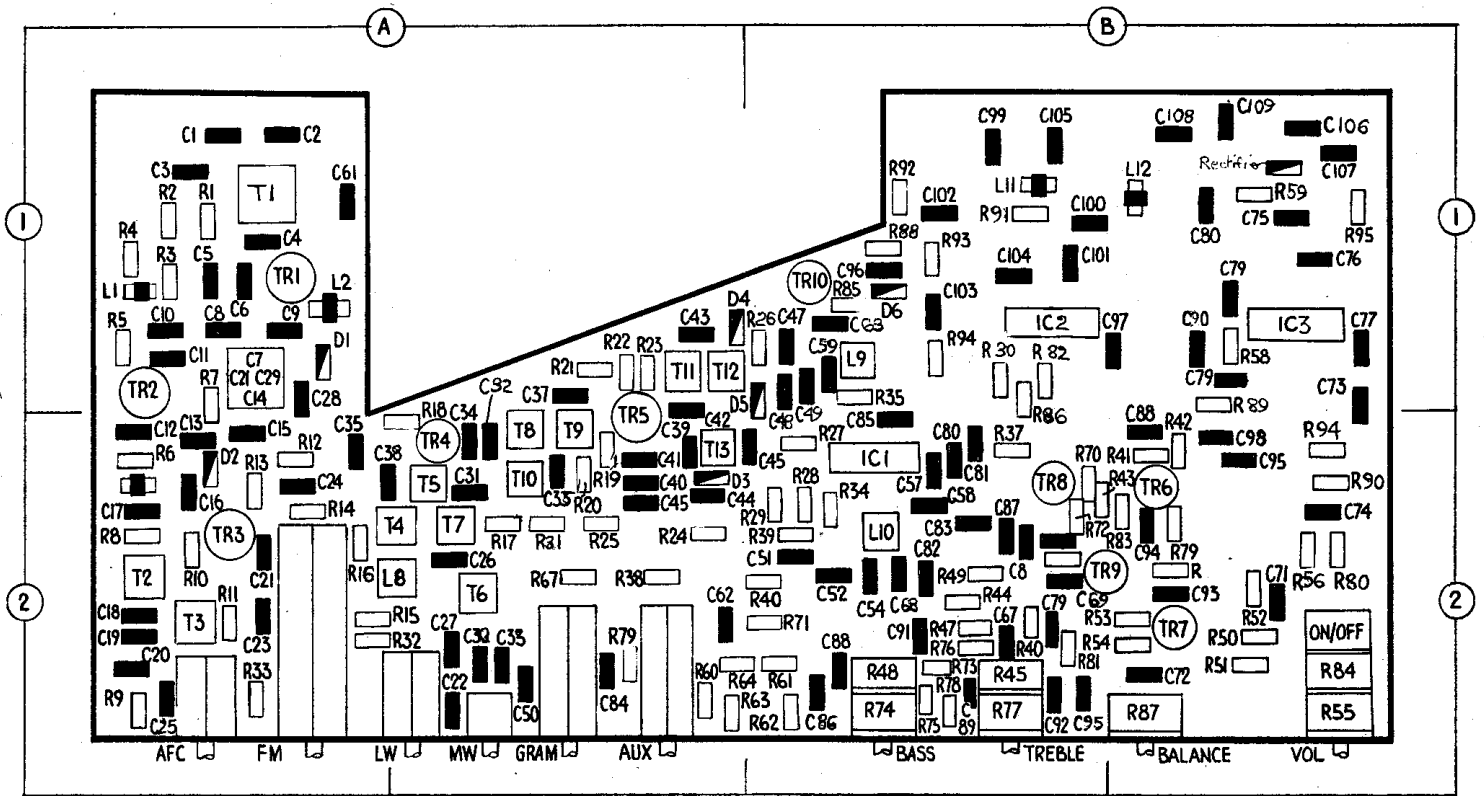 A
B
C1
C2
C99
C105
C108
C109
C106
C3
C61
R92
Rectifi
L12
C107
R2
R1
T1
L11
R59
C102
R91
C100
C75
1
1
R4
C4
R88
R93
C80
R95
R3
C5
TR1
C104
C101
C76
C96
TR10
L1
L2
R85
C79
C6
D4
D6
C103
R5
C10
C8
C9
D1
C43
R26
C47
C63
IC2
IC3
C77
C90
C97
C11
C7
C21
C29
C14
R22
R23
C59
L9
R94
R58
R21
T11
T12
R30
R82
C79
TR2
R7
C28
C32
C37
D5
C48
C49
R35
R86
R89
C73
R18
C34
TR5
C85
C88
R42
C12
C13
C15
C35
TR4
T8
T9
C39
C42
R27
C80
R37
C98
R94
R6
D2
R12
C38
T13
C45
IC1
C81
R70
R41
C95
R13
T5
C31
T10
R19
C41
D3
R28
C57
TR8
R43
TR6
C24
C33
R20
C40
C44
R34
C58
R90
C17
C16
R14
C45
R29
C83
C87
R72
C74
R8
TR3
T4
T7
R17
R31
R25
R24
R39
L10
R83
C94
R79
T2
R10
C21
R16
C26
C51
C82
C8
TR9
R
R56
R80
2
2
L8
T6
R67
R38
R40
C52
C54
C68
R49
C69
C93
C71
R11
R44
C18
T3
R15
C62
R71
C67
C79
R53
R52
C19
C23
C27
C91
R47
TR7
ON/OFF
R32
C30
C33
R79
C88
R76
R40
R54
R50
C20
R81
R33
R60
R64
R61
R48
R73
R45
R51
R84
R9
C22
C50
C84
R63
R78
C72
C25
R62
C86
R74
R75
C89
R77
C92
C95
R87
R55
AFC
FM
LW
MW
GRAM
AUX
BASS
TREBLE
BALANCE
VOL